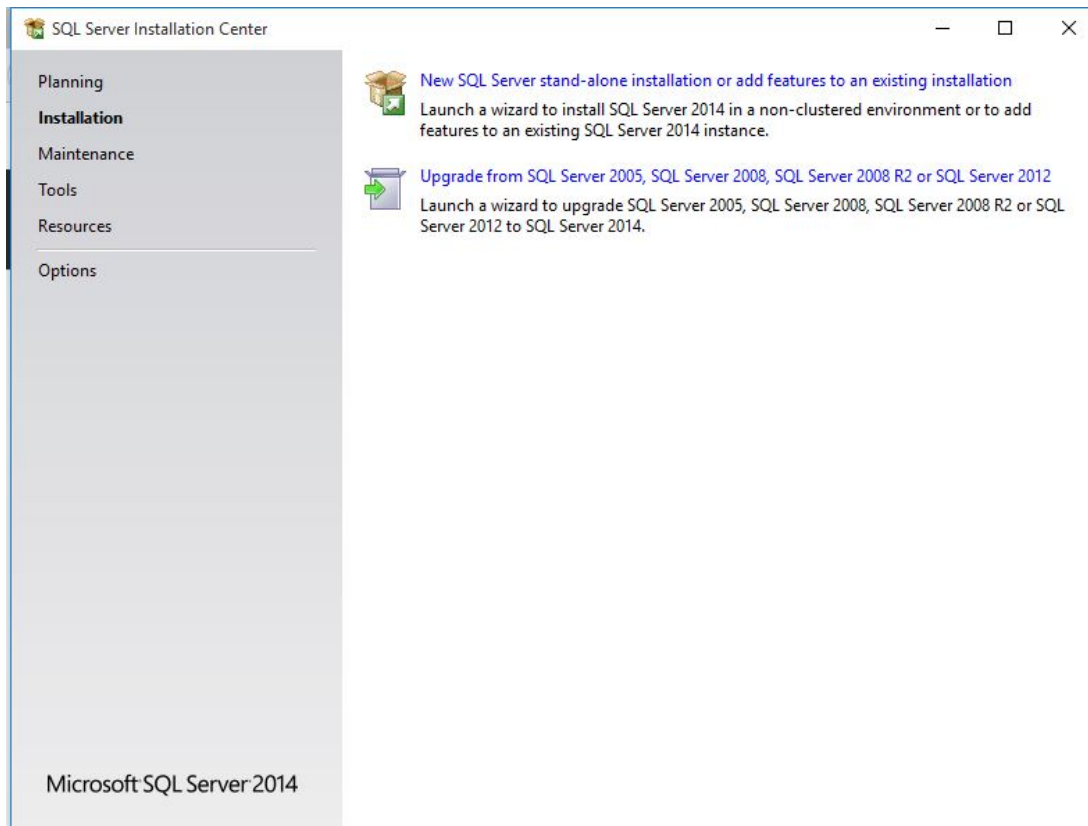 SQL Server Installation Center
Planning
Installation
Maintenance
Tools
Resources
Options
New SQL Server stand-alone installation or add features to an existing installation
Launch a wizard to install SQL Server 2014 in a non-clustered environment or to add
features to an existing SQL Server 2014 instance.
Upgrade from SQL Server 2005, SQL Server 2008, SQL Server 2008 R2 or SQL Server 2012
Launch a wizard to upgrade SQL Server 2005, SQL Server 2008, SQL Server 2008 R2 or SQL
Server 2012 to SQL Server 2014.
Microsoft SQL Server 2014